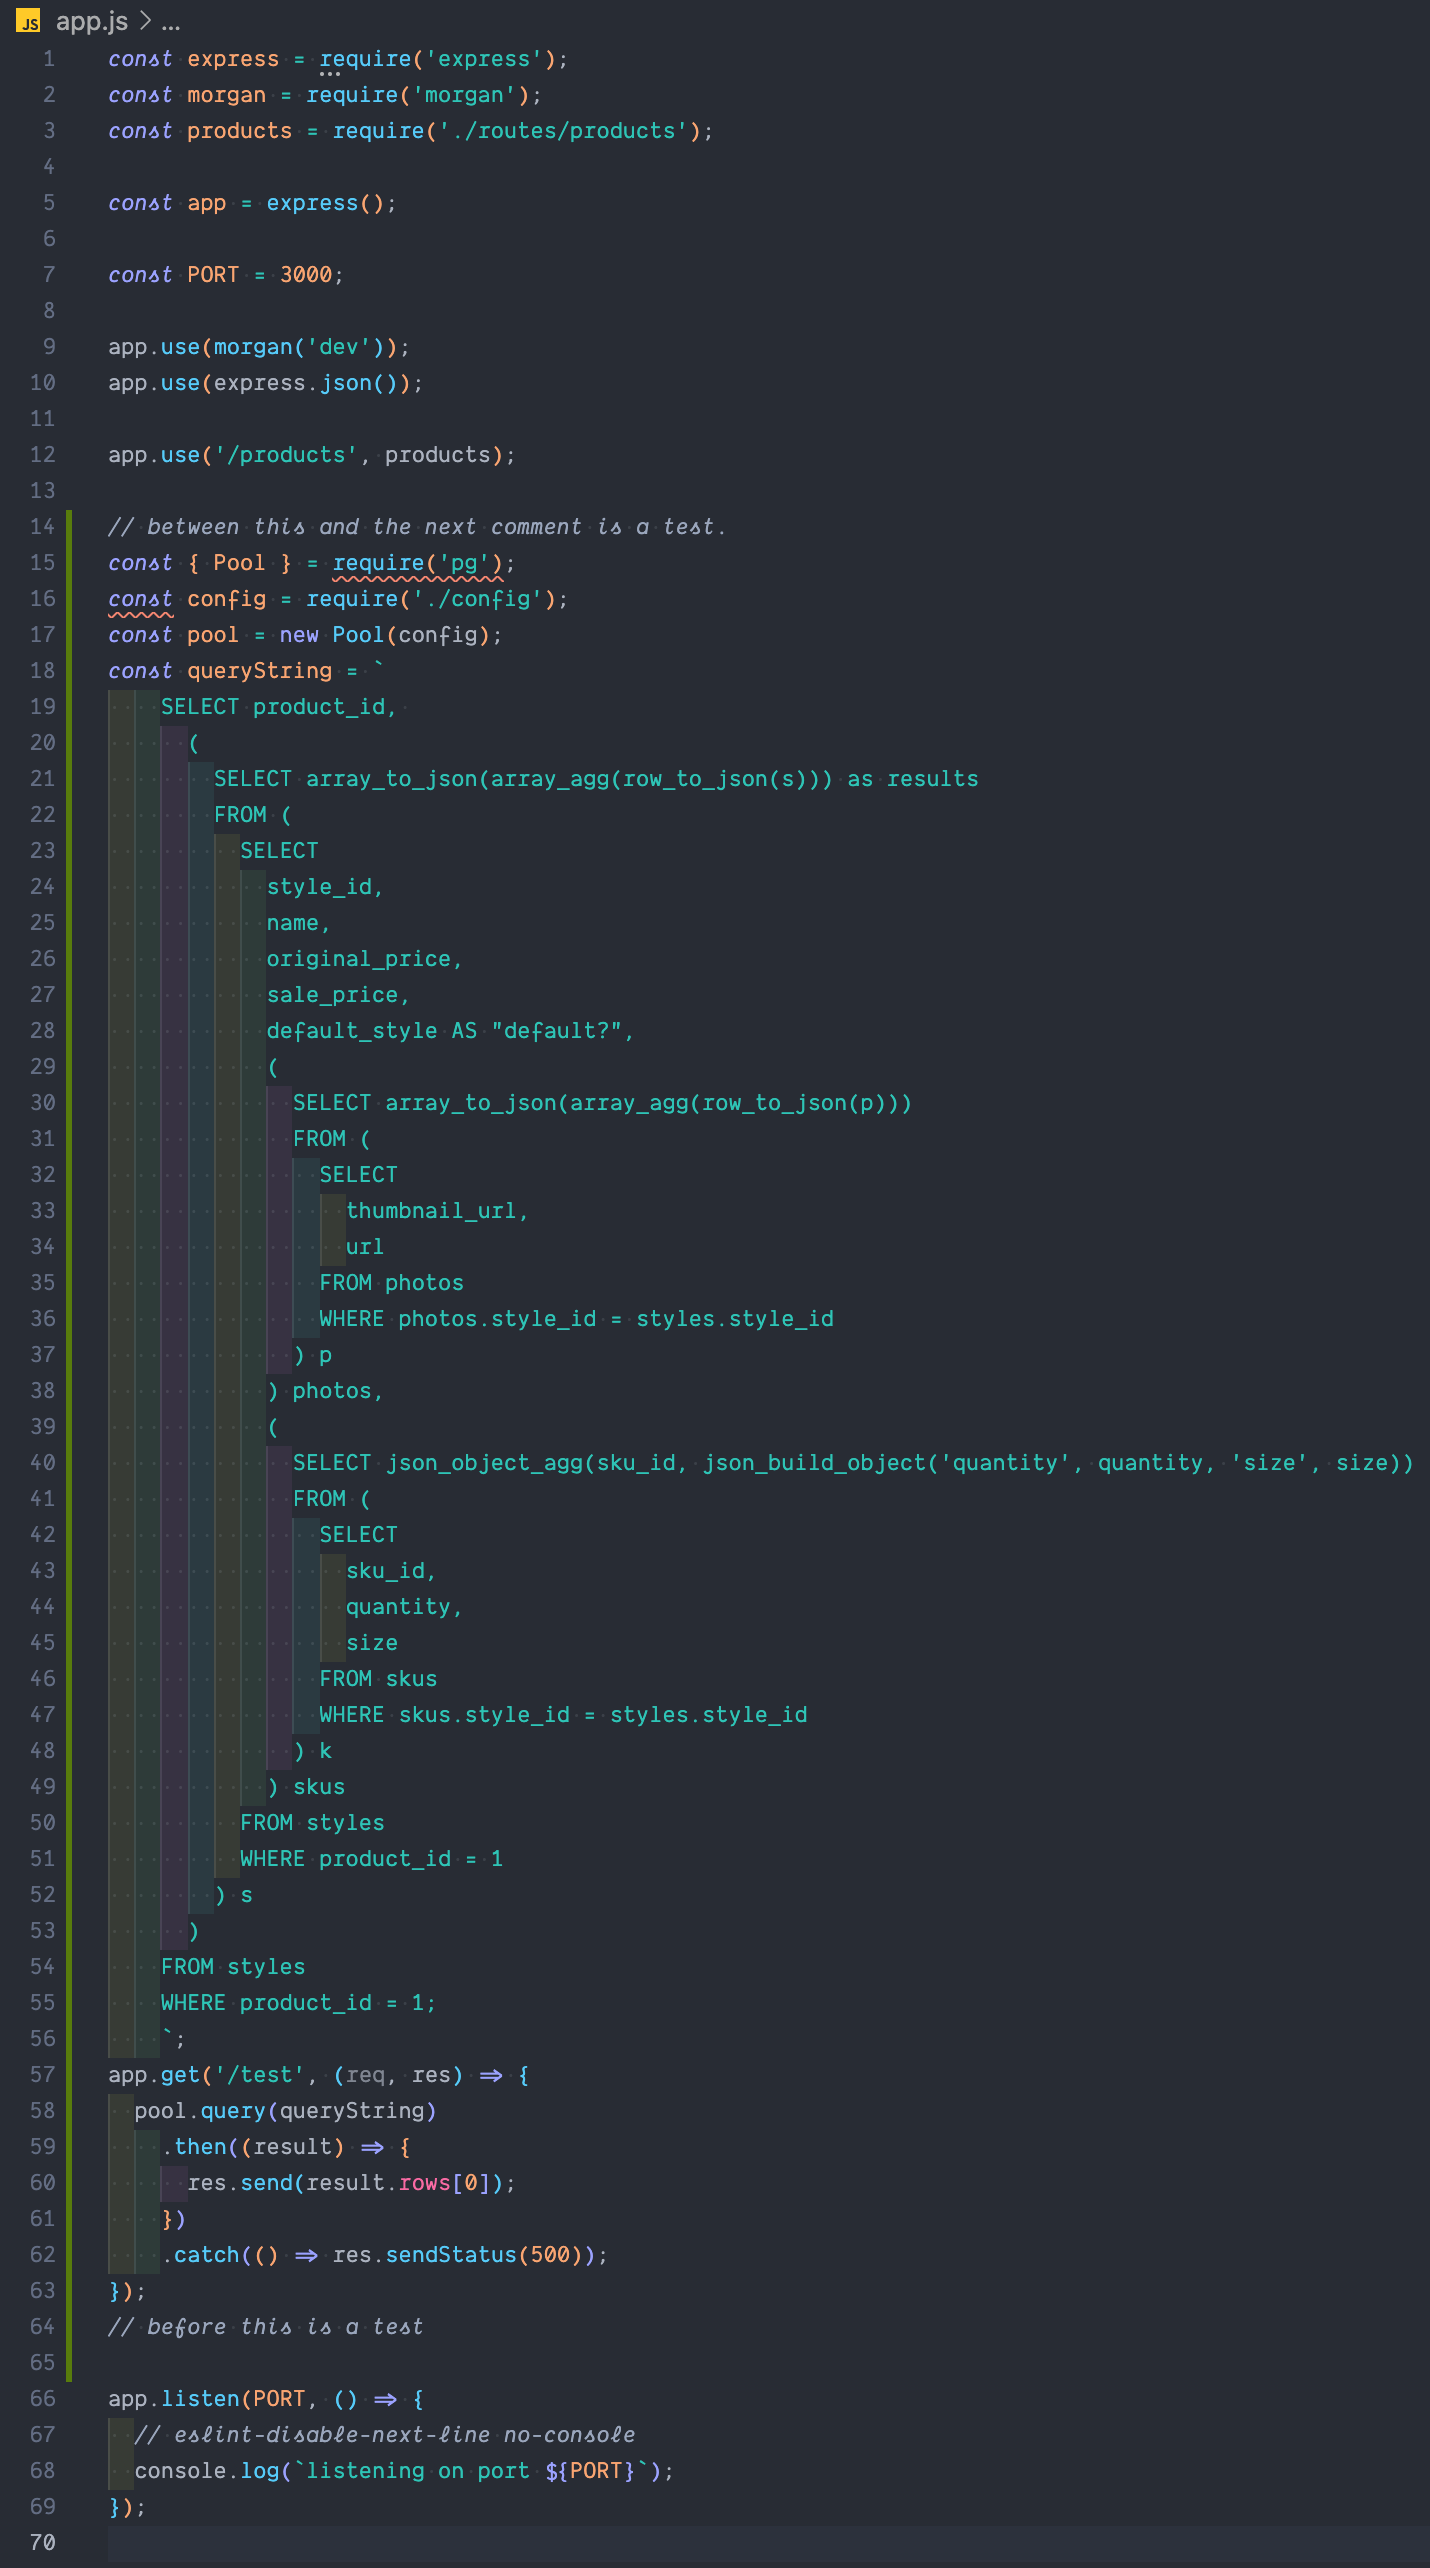 JS app.js > ...
1 const express = require('express');
2 const morgan = require('morgan');
3 const products = require('./routes/products');
4
5 const app = express();
6
7 const PORT = 3000;
8
9 app.use(morgan('dev'));
10 app.use(express.json());
11
12 app.use('/products', products);
13
14 // between this and the next comment is a test.
15 const { Pool } = require('pg');
16 const config = require('./config');
17 const pool = new Pool(config);
18 const queryString = `
19     SELECT product_id,
20       (
21         SELECT array_to_json(array_agg(row_to_json(s))) as results
22         FROM (
23           SELECT
24             style_id,
25             name,
26             original_price,
27             sale_price,
28             default_style AS "default?",
29             (
30               SELECT array_to_json(array_agg(row_to_json(p)))
31               FROM (
32                 SELECT
33                   thumbnail_url,
34                   url
35                 FROM photos
36                 WHERE photos.style_id = styles.style_id
37               ) p
38             ) photos,
39             (
40               SELECT json_object_agg(sku_id, json_build_object('quantity', quantity, 'size', size))
41               FROM (
42                 SELECT
43                   sku_id,
44                   quantity,
45                   size
46                 FROM skus
47                 WHERE skus.style_id = styles.style_id
48               ) k
49             ) skus
50           FROM styles
51           WHERE product_id = 1
52         ) s
53       )
54     FROM styles
55     WHERE product_id = 1;
56     `;
57 app.get('/test', (req, res) => {
58   pool.query(queryString)
59     .then((result) => {
60       res.send(result.rows[0]);
61     })
62     .catch(() => res.sendStatus(500));
63 });
64 // before this is a test
65
66 app.listen(PORT, () => {
67   // eslint-disable-next-line no-console
68   console.log(`listening on port ${PORT}`);
69 });
70